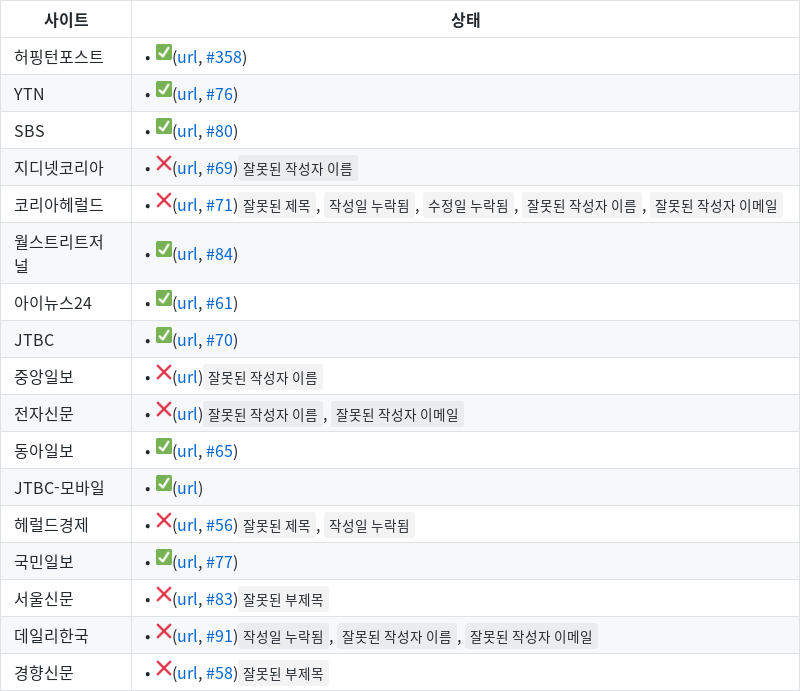 사이트 상태
허핑턴포스트 • ✅(url, #358)
YTN • ✅(url, #76)
SBS • ✅(url, #80)
지디넷코리아 • ❌(url, #69) 잘못된 작성자 이름
코리아헤럴드 • ❌(url, #71) 잘못된 제목 , 작성일 누락됨 , 수정일 누락됨 , 잘못된 작성자 이름 , 잘못된 작성자 이메일
월스트리트저
널 • ✅(url, #84)
아이뉴스24 • ✅(url, #61)
JTBC • ✅(url, #70)
중앙일보 • ❌(url) 잘못된 작성자 이름
전자신문 • ❌(url) 잘못된 작성자 이름 , 잘못된 작성자 이메일
동아일보 • ✅(url, #65)
JTBC-모바일 • ✅(url)
헤럴드경제 • ❌(url, #56) 잘못된 제목 , 작성일 누락됨
국민일보 • ✅(url, #77)
서울신문 • ❌(url, #83) 잘못된 부제목
데일리한국 • ❌(url, #91) 작성일 누락됨 , 잘못된 작성자 이름 , 잘못된 작성자 이메일
경향신문 • ❌(url, #58) 잘못된 부제목